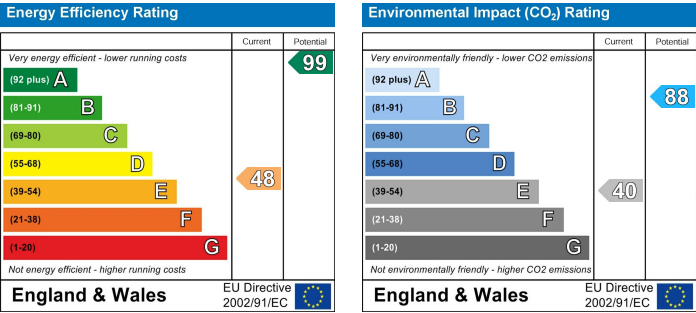 Energy Efficiency Rating
Current Potential
Very energy efficient - lower running costs
99
(92 plus) A
(81-91) B
(69-80) C
(55-68) D
48
(39-54) E
(21-38) F
(1-20) G
Not energy efficient - higher running costs
England & Wales
EU Directive
2002/91/EC
Environmental Impact (CO₂) Rating
Current Potential
Very environmentally friendly - lower CO2 emissions
(92 plus) A
88
(81-91) B
(69-80) C
(55-68) D
(39-54) E
40
(21-38) F
(1-20) G
Not environmentally friendly - higher CO2 emissions
England & Wales
EU Directive
2002/91/EC